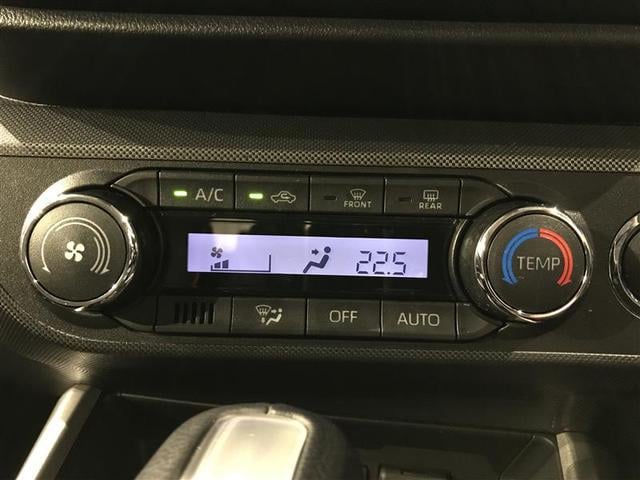 A/C
FRONT
REAR
22.5
TEMP
OFF
AUTO